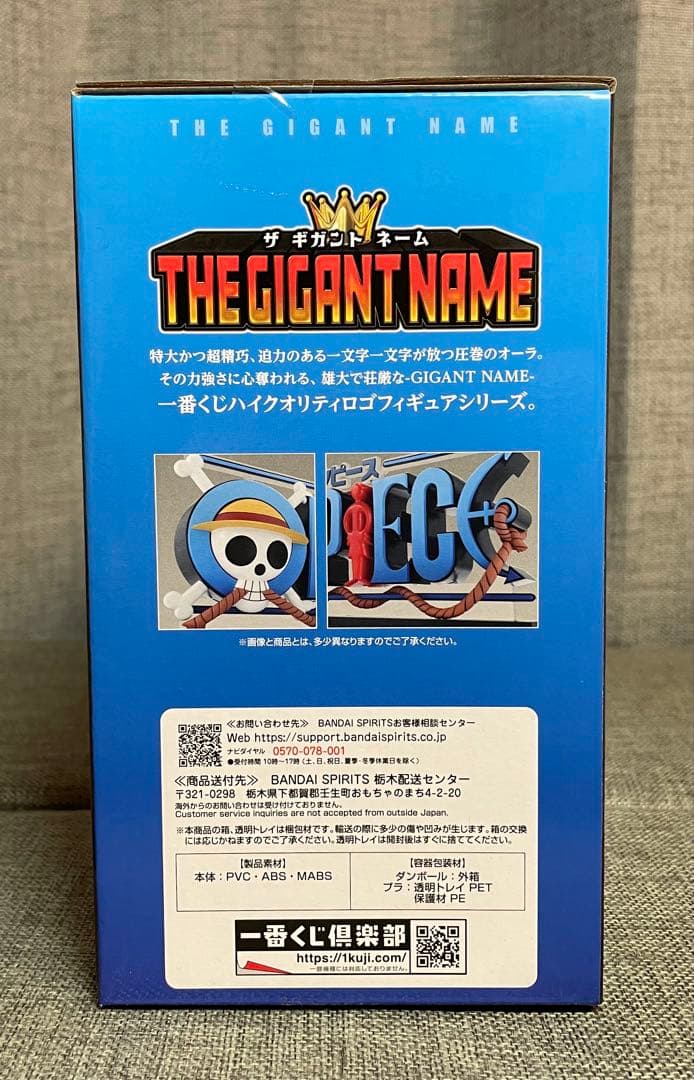 THE GIGANT NAME
ザ ギガント ネーム
THE GIGANT NAME
特大かつ超精巧、迫力のある一文字一文字が放つ圧巻のオーラ。
その力強さに心奪われる、雄大で荘厳な-GIGANT NAME-
一番くじハイクオリティロゴフィギュアシリーズ。
ピース
PIECE
※画像と商品とは、多少異なりますのでご了承ください。
≪お問い合わせ先≫ BANDAI SPIRITSお客様相談センター
Web https://support.bandaispirits.co.jp
ナビダイヤル 0570-078-001
●受付時間 10時〜17時 (土、日、祝日、夏季・冬季休業日を除く)
≪商品送付先≫ BANDAI SPIRITS 栃木配送センター
〒321-0298 栃木県下都賀郡壬生町おもちゃのまち4-2-20
海外からのお問い合わせは受け付けておりません。
Customer service inquiries are not accepted from outside Japan.
※本商品の箱、透明トレイは梱包材です。輸送の際に多少の傷や凹みが生じます。箱の交換
には応じかねますのでご了承ください。透明トレイは開封後はすぐに捨ててください。
【製品素材】
本体：PVC・ABS・MABS
【容器包装材】
ダンボール：外箱
プラ：透明トレイ PET
保護材 PE
一番くじ倶楽部
https://1kuji.com/
一部機種には対応しておりません。